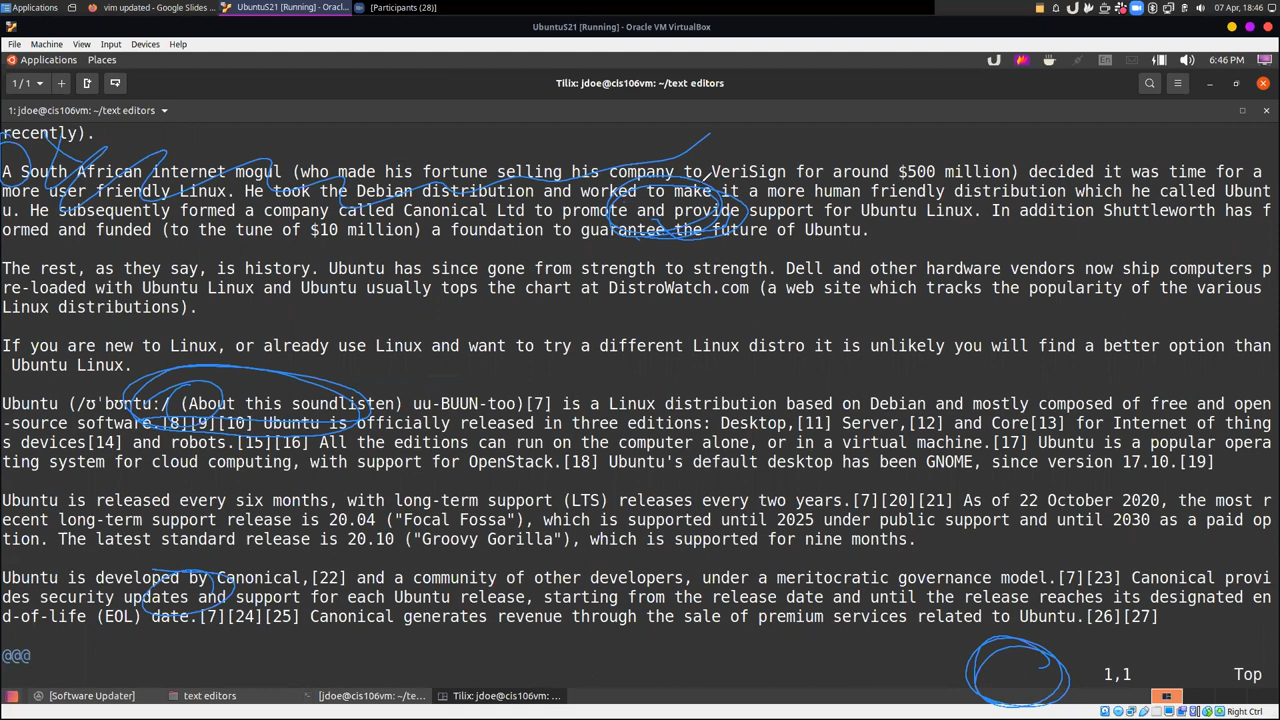 Applications
vim updated - Google Slides ...
UbuntuS21 [Running] - Orac...
[Participants (28)]
07 Apr, 18:46
UbuntuS21 [Running] - Oracle VM VirtualBox
File Machine View Input Devices Help
Applications Places
En
6:46 PM
1 / 1
Tilix: jdoe@cis106vm: ~/text editors
1: jdoe@cis106vm: ~/text editors
recently).
A South African internet mogul (who made his fortune selling his company to VeriSign for around $500 million) decided it was time for a
more user friendly Linux. He took the Debian distribution and worked to make it a more human friendly distribution which he called Ubunt
u. He subsequently formed a company called Canonical Ltd to promote and provide support for Ubuntu Linux. In addition Shuttleworth has f
ormed and funded (to the tune of $10 million) a foundation to guarantee the future of Ubuntu.
The rest, as they say, is history. Ubuntu has since gone from strength to strength. Dell and other hardware vendors now ship computers p
re-loaded with Ubuntu Linux and Ubuntu usually tops the chart at DistroWatch.com (a web site which tracks the popularity of the various
Linux distributions).
If you are new to Linux, or already use Linux and want to try a different Linux distro it is unlikely you will find a better option than
Ubuntu Linux.
Ubuntu (/ʊˈbʊntuː/ (About this soundlisten) uu-BUUN-too)[7] is a Linux distribution based on Debian and mostly composed of free and open
-source software.[8][9][10] Ubuntu is officially released in three editions: Desktop,[11] Server,[12] and Core[13] for Internet of thing
s devices[14] and robots.[15][16] All the editions can run on the computer alone, or in a virtual machine.[17] Ubuntu is a popular opera
ting system for cloud computing, with support for OpenStack.[18] Ubuntu's default desktop has been GNOME, since version 17.10.[19]
Ubuntu is released every six months, with long-term support (LTS) releases every two years.[7][20][21] As of 22 October 2020, the most r
ecent long-term support release is 20.04 ("Focal Fossa"), which is supported until 2025 under public support and until 2030 as a paid op
tion. The latest standard release is 20.10 ("Groovy Gorilla"), which is supported for nine months.
Ubuntu is developed by Canonical,[22] and a community of other developers, under a meritocratic governance model.[7][23] Canonical provi
des security updates and support for each Ubuntu release, starting from the release date and until the release reaches its designated en
d-of-life (EOL) date.[7][24][25] Canonical generates revenue through the sale of premium services related to Ubuntu.[26][27]
@@@
1,1 Top
[Software Updater]
text editors
[jdoe@cis106vm: ~/te...
Tilix: jdoe@cis106vm: ~/text ...
Right Ctrl